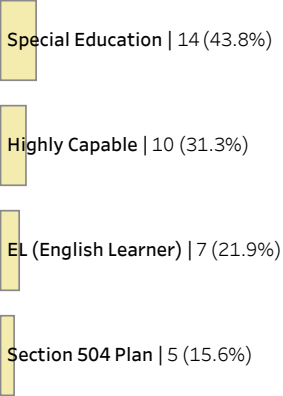 Special Education | 14 (43.8%)
Highly Capable | 10 (31.3%)
EL (English Learner) | 7 (21.9%)
Section 504 Plan | 5 (15.6%)